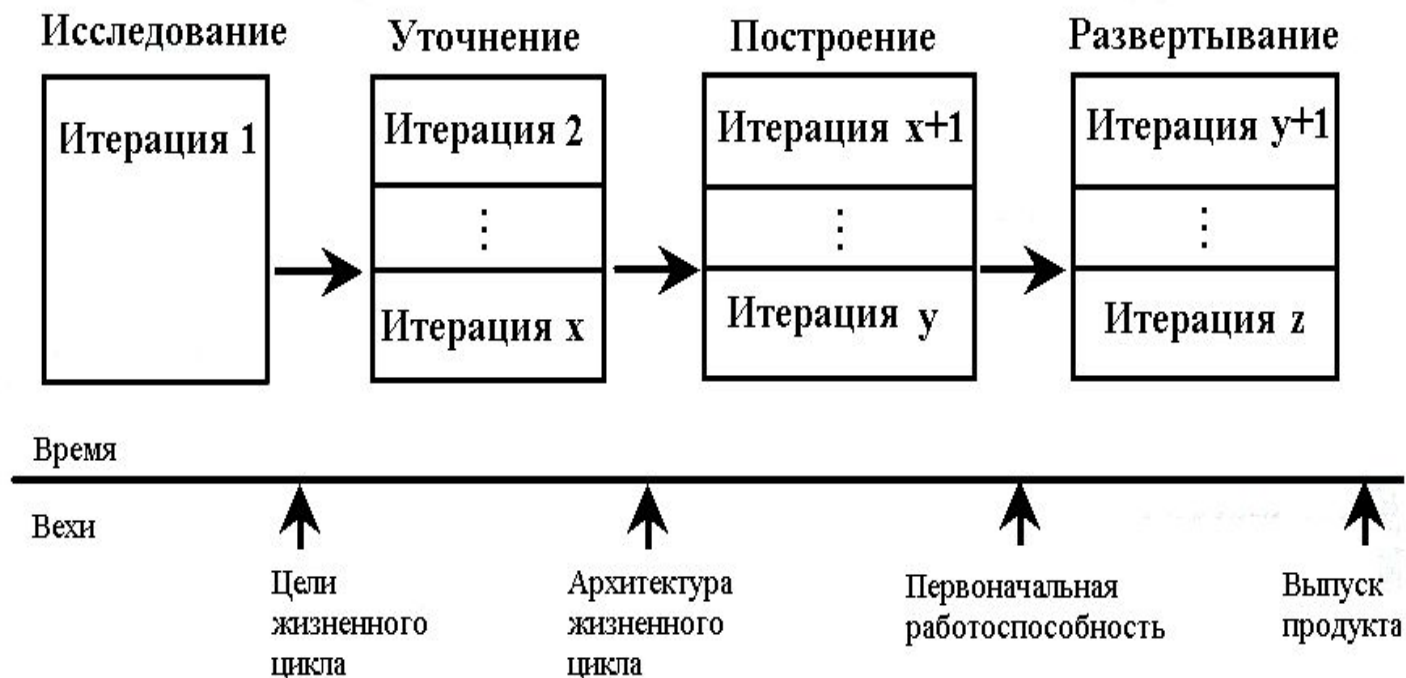 Исследование
Уточнение
Построение
Развертывание
Итерация 1
Итерация 2
⋮
Итерация x
Итерация x+1
⋮
Итерация y
Итерация y+1
⋮
Итерация z
Время
Вехи
Цели
жизненного
цикла
Архитектура
жизненного
цикла
Первоначальная
работоспособность
Выпуск
продукта